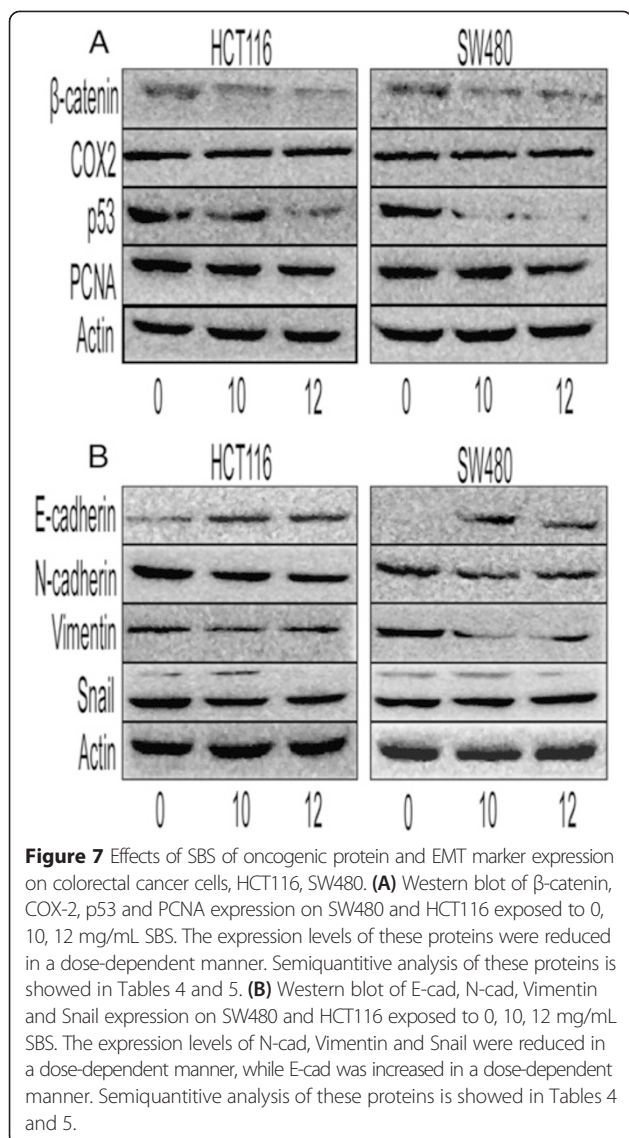 A
HCT116 SW480
β-catenin
COX2
p53
PCNA
Actin
0 10 12 0 10 12
B
HCT116 SW480
E-cadherin
N-cadherin
Vimentin
Snail
Actin
0 10 12 0 10 12
Figure 7 Effects of SBS of oncogenic protein and EMT marker expression
on colorectal cancer cells, HCT116, SW480. (A) Western blot of β-catenin,
COX-2, p53 and PCNA expression on SW480 and HCT116 exposed to 0,
10, 12 mg/mL SBS. The expression levels of these proteins were reduced
in a dose-dependent manner. Semiquantitive analysis of these proteins is
showed in Tables 4 and 5. (B) Western blot of E-cad, N-cad, Vimentin
and Snail expression on SW480 and HCT116 exposed to 0, 10, 12 mg/mL
SBS. The expression levels of N-cad, Vimentin and Snail were reduced in
a dose-dependent manner, while E-cad was increased in a dose-dependent
manner. Semiquantitive analysis of these proteins is showed in Tables 4
and 5.